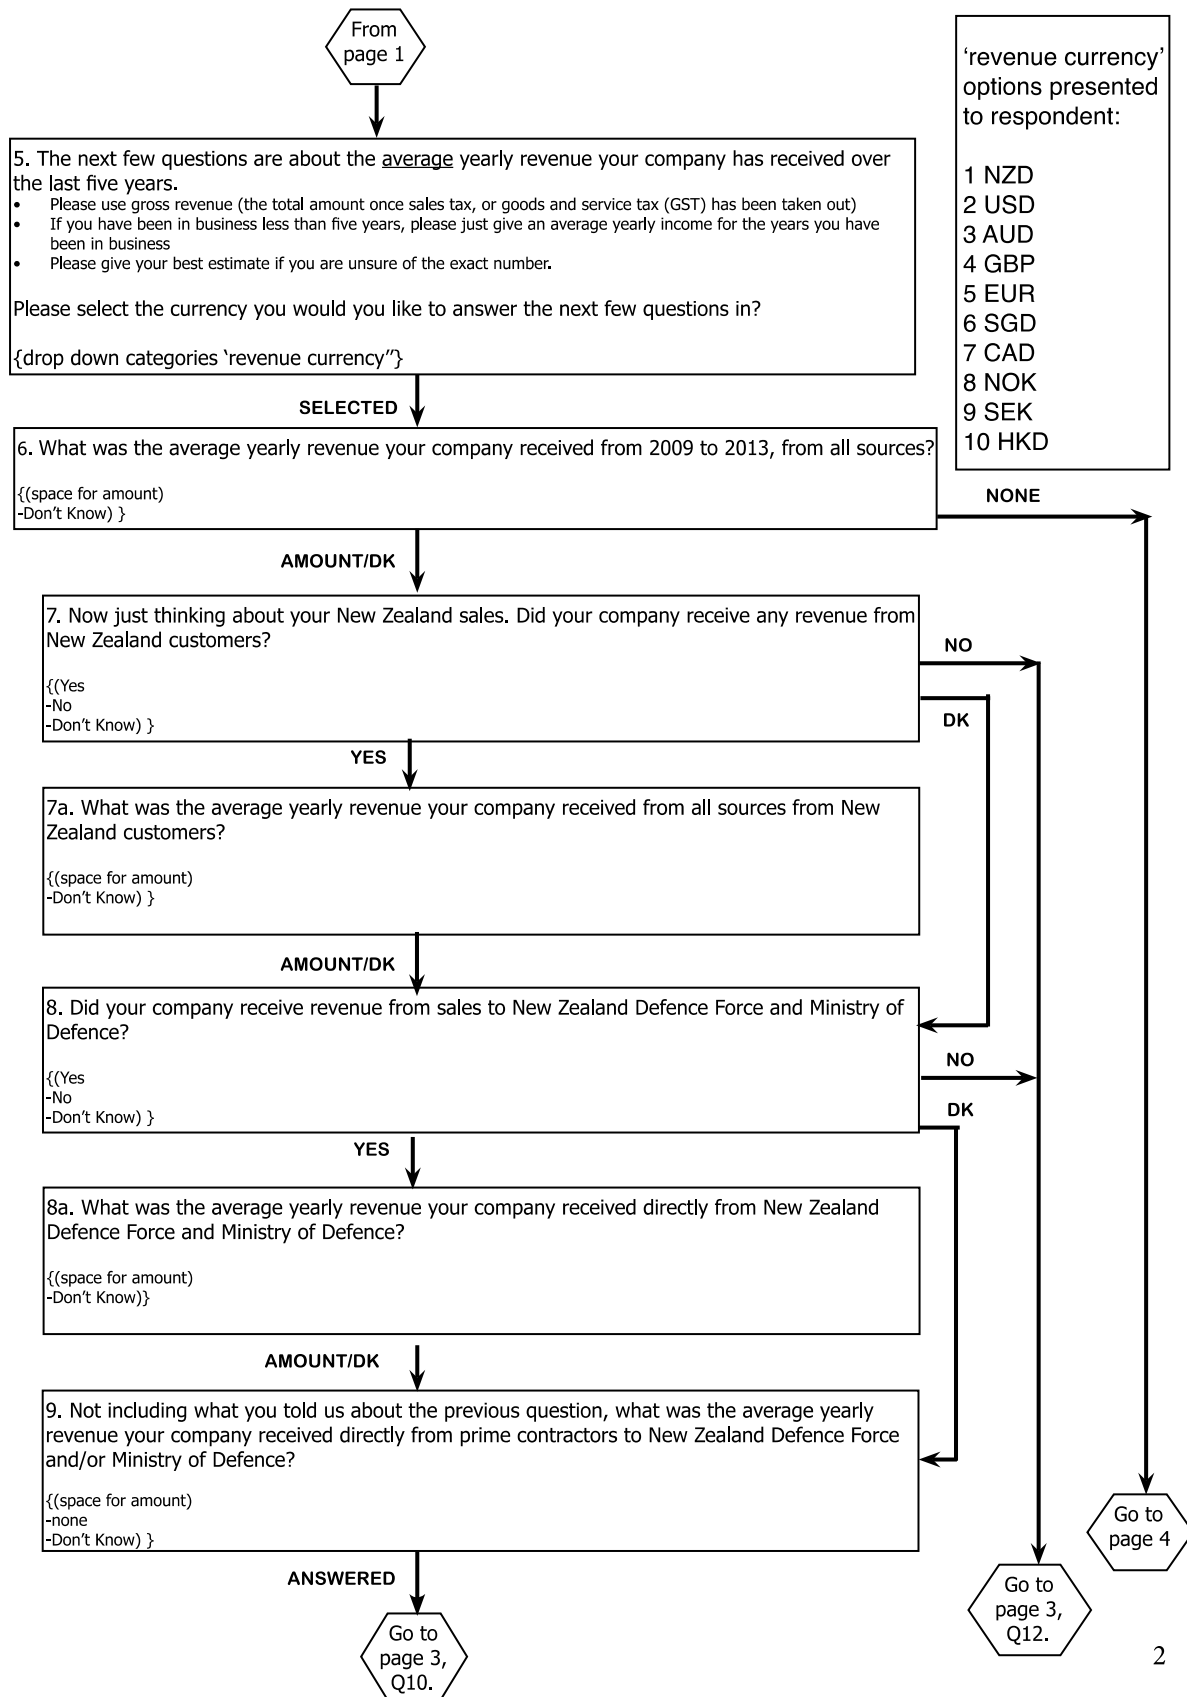 From
page 1
'revenue currency'
options presented
to respondent:
1 NZD
2 USD
3 AUD
4 GBP
5 EUR
6 SGD
7 CAD
8 NOK
9 SEK
10 HKD
5. The next few questions are about the average yearly revenue your company has received over
the last five years.
• Please use gross revenue (the total amount once sales tax, or goods and service tax (GST) has been taken out)
• If you have been in business less than five years, please just give an average yearly income for the years you have
been in business
• Please give your best estimate if you are unsure of the exact number.
Please select the currency you would you like to answer the next few questions in?
{drop down categories ‛revenue currency”}
SELECTED
6. What was the average yearly revenue your company received from 2009 to 2013, from all sources?
{(space for amount)
-Don't Know) }
NONE
AMOUNT/DK
7. Now just thinking about your New Zealand sales. Did your company receive any revenue from
New Zealand customers?
{(Yes
-No
-Don't Know) }
NO
DK
YES
7a. What was the average yearly revenue your company received from all sources from New
Zealand customers?
{(space for amount)
-Don't Know) }
AMOUNT/DK
8. Did your company receive revenue from sales to New Zealand Defence Force and Ministry of
Defence?
{(Yes
-No
-Don't Know) }
NO
DK
YES
8a. What was the average yearly revenue your company received directly from New Zealand
Defence Force and Ministry of Defence?
{(space for amount)
-Don't Know)}
AMOUNT/DK
9. Not including what you told us about the previous question, what was the average yearly
revenue your company received directly from prime contractors to New Zealand Defence Force
and/or Ministry of Defence?
{(space for amount)
-none
-Don't Know) }
ANSWERED
Go to
page 3,
Q10.
Go to
page 3,
Q12.
Go to
page 4
2